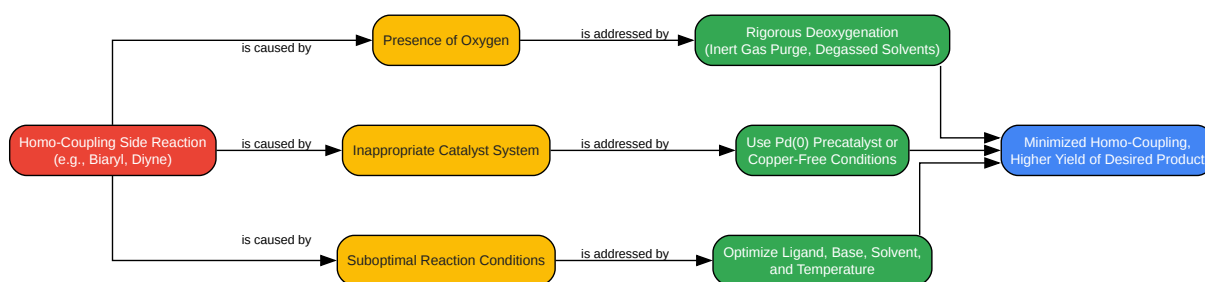 is caused by
Presence of Oxygen
is addressed by
Rigorous Deoxygenation
(Inert Gas Purge, Degassed Solvents)
Homo-Coupling Side Reaction
(e.g., Biaryl, Diyne)
is caused by
Inappropriate Catalyst System
is addressed by
Use Pd(0) Precatalyst or
Copper-Free Conditions
Minimized Homo-Coupling,
Higher Yield of Desired Product
is caused by
Suboptimal Reaction Conditions
is addressed by
Optimize Ligand, Base, Solvent,
and Temperature